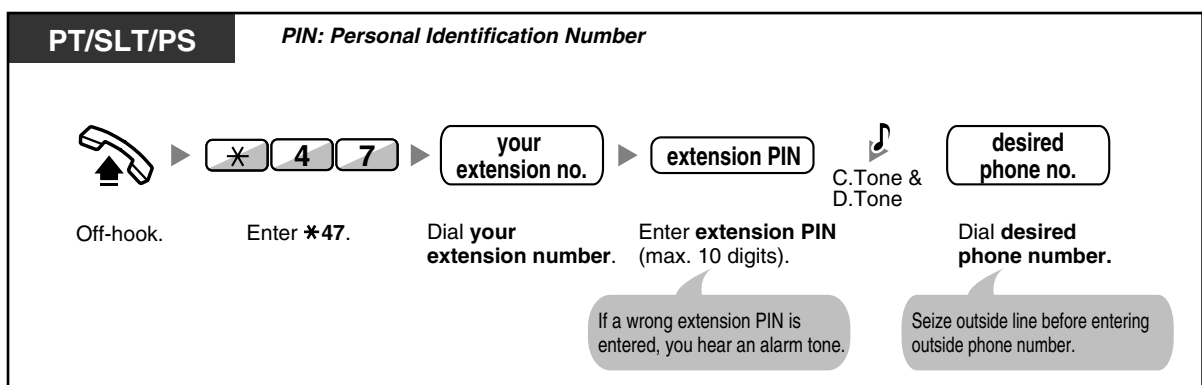 PT/SLT/PS
PIN: Personal Identification Number
* 4 7
your
extension no.
extension PIN
C.Tone &
D.Tone
desired
phone no.
Off-hook.
Enter *47.
Dial your
extension number.
Enter extension PIN
(max. 10 digits).
Dial desired
phone number.
If a wrong extension PIN is
entered, you hear an alarm tone.
Seize outside line before entering
outside phone number.